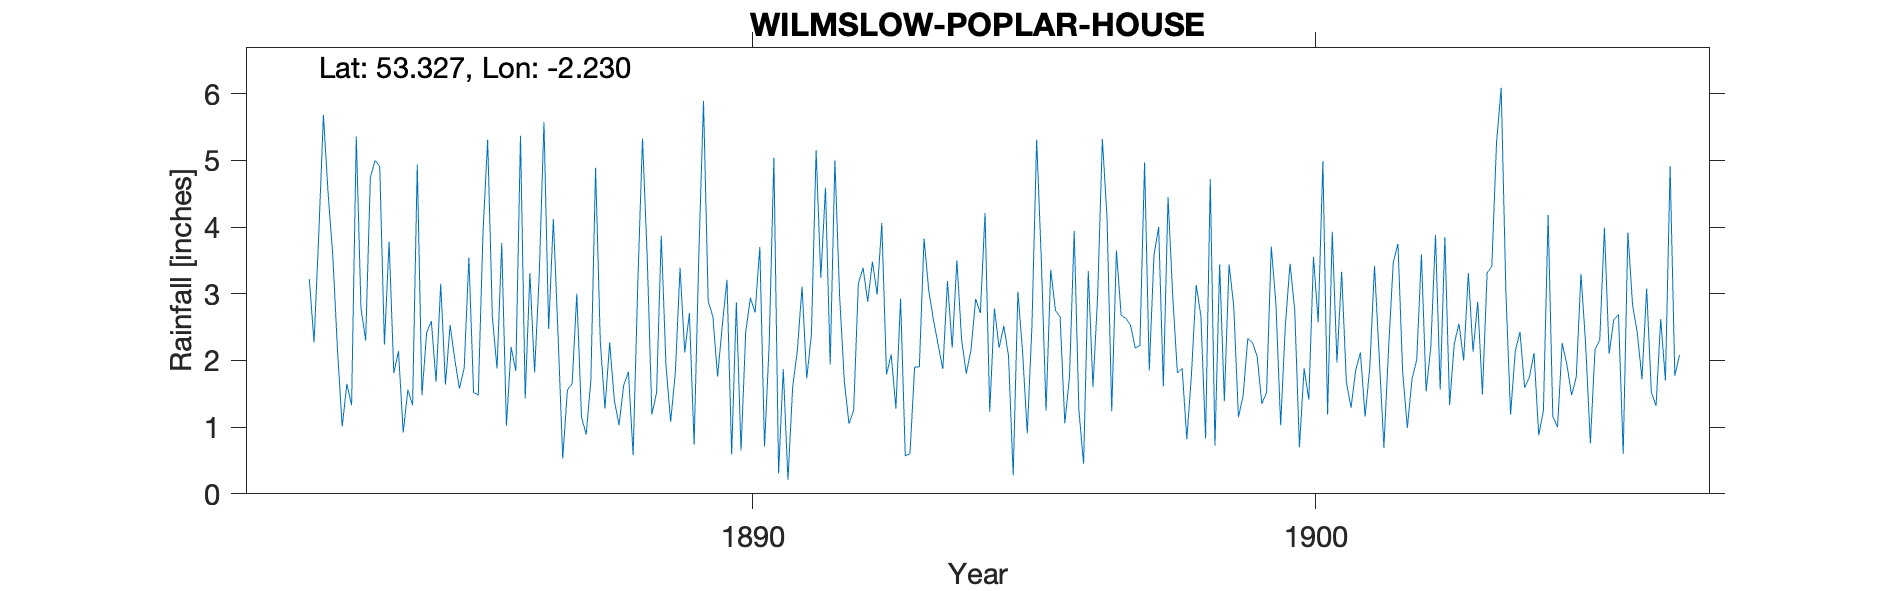 WILMSLOW-POPLAR-HOUSE
Lat: 53.327, Lon: -2.230
Rainfall [inches]
6
5
4
3
2
1
0
1890
1900
Year